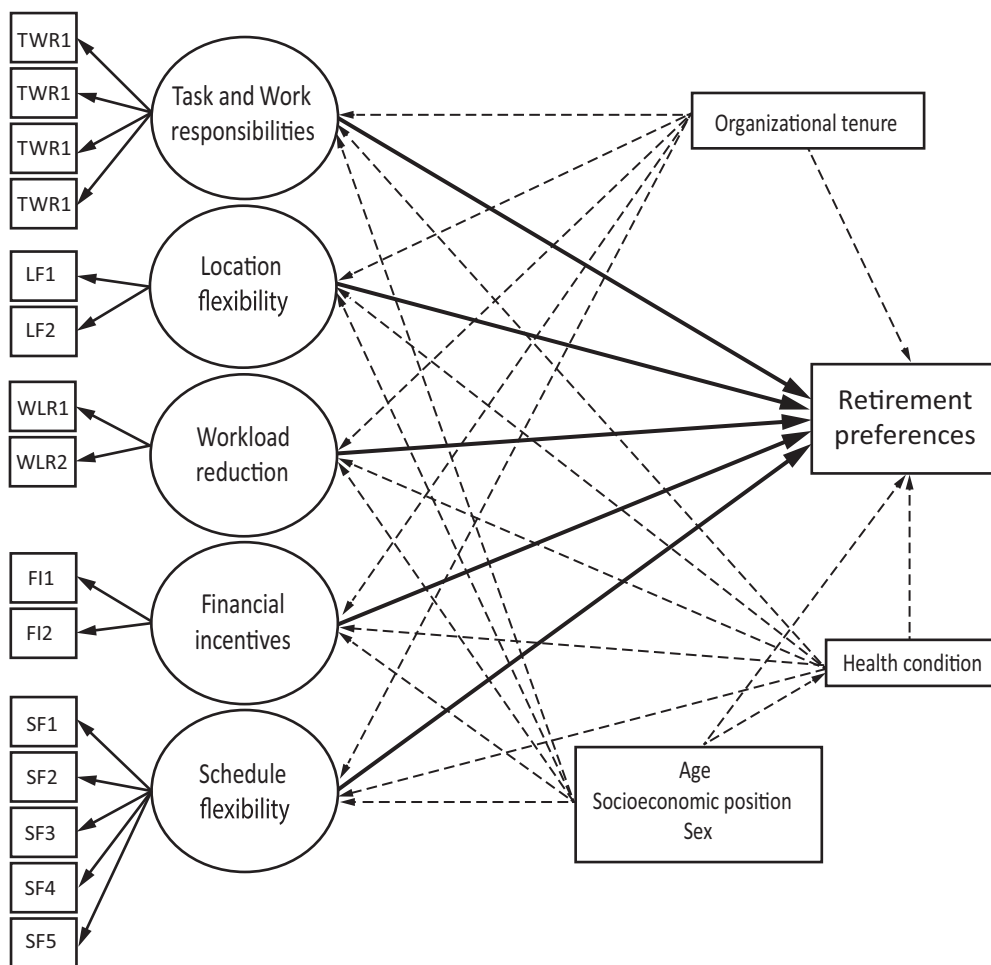 TWR1
TWR1
TWR1
TWR1
Task and Work
responsibilities
Organizational tenure
LF1
LF2
Location
flexibility
WLR1
WLR2
Workload
reduction
Retirement
preferences
FI1
FI2
Financial
incentives
Health condition
SF1
SF2
SF3
SF4
SF5
Schedule
flexibility
Age
Socioeconomic position
Sex